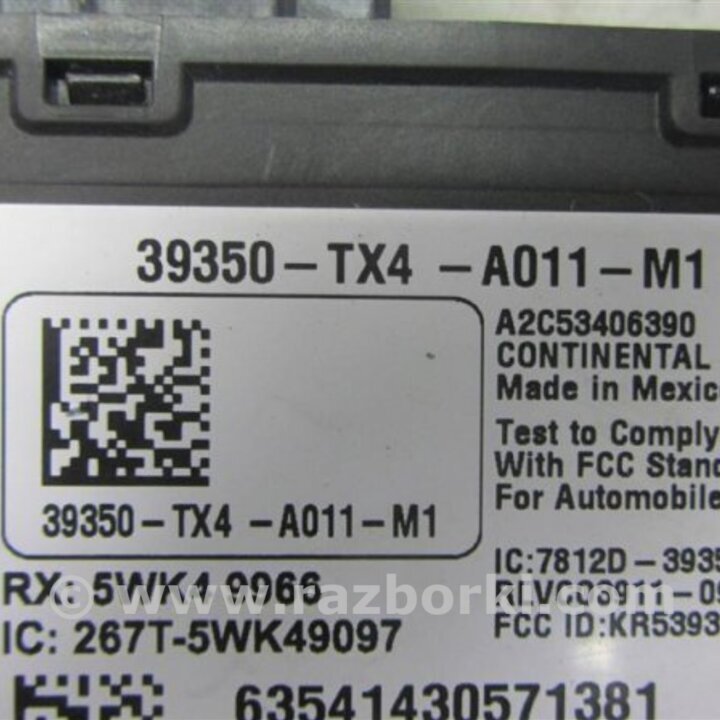 39350-TX4 -A011-M1
A2C53406390
CONTINENTAL
Made in Mexic
Test to Comply
With FCC Stand
For Automobile
39350-TX4 -A011-M1
IC:7812D-3935
RX: 5WK4 9066
FCC ID:KR5393
IC: 267T-5WK49097
© www.razborki.com
63541430571381